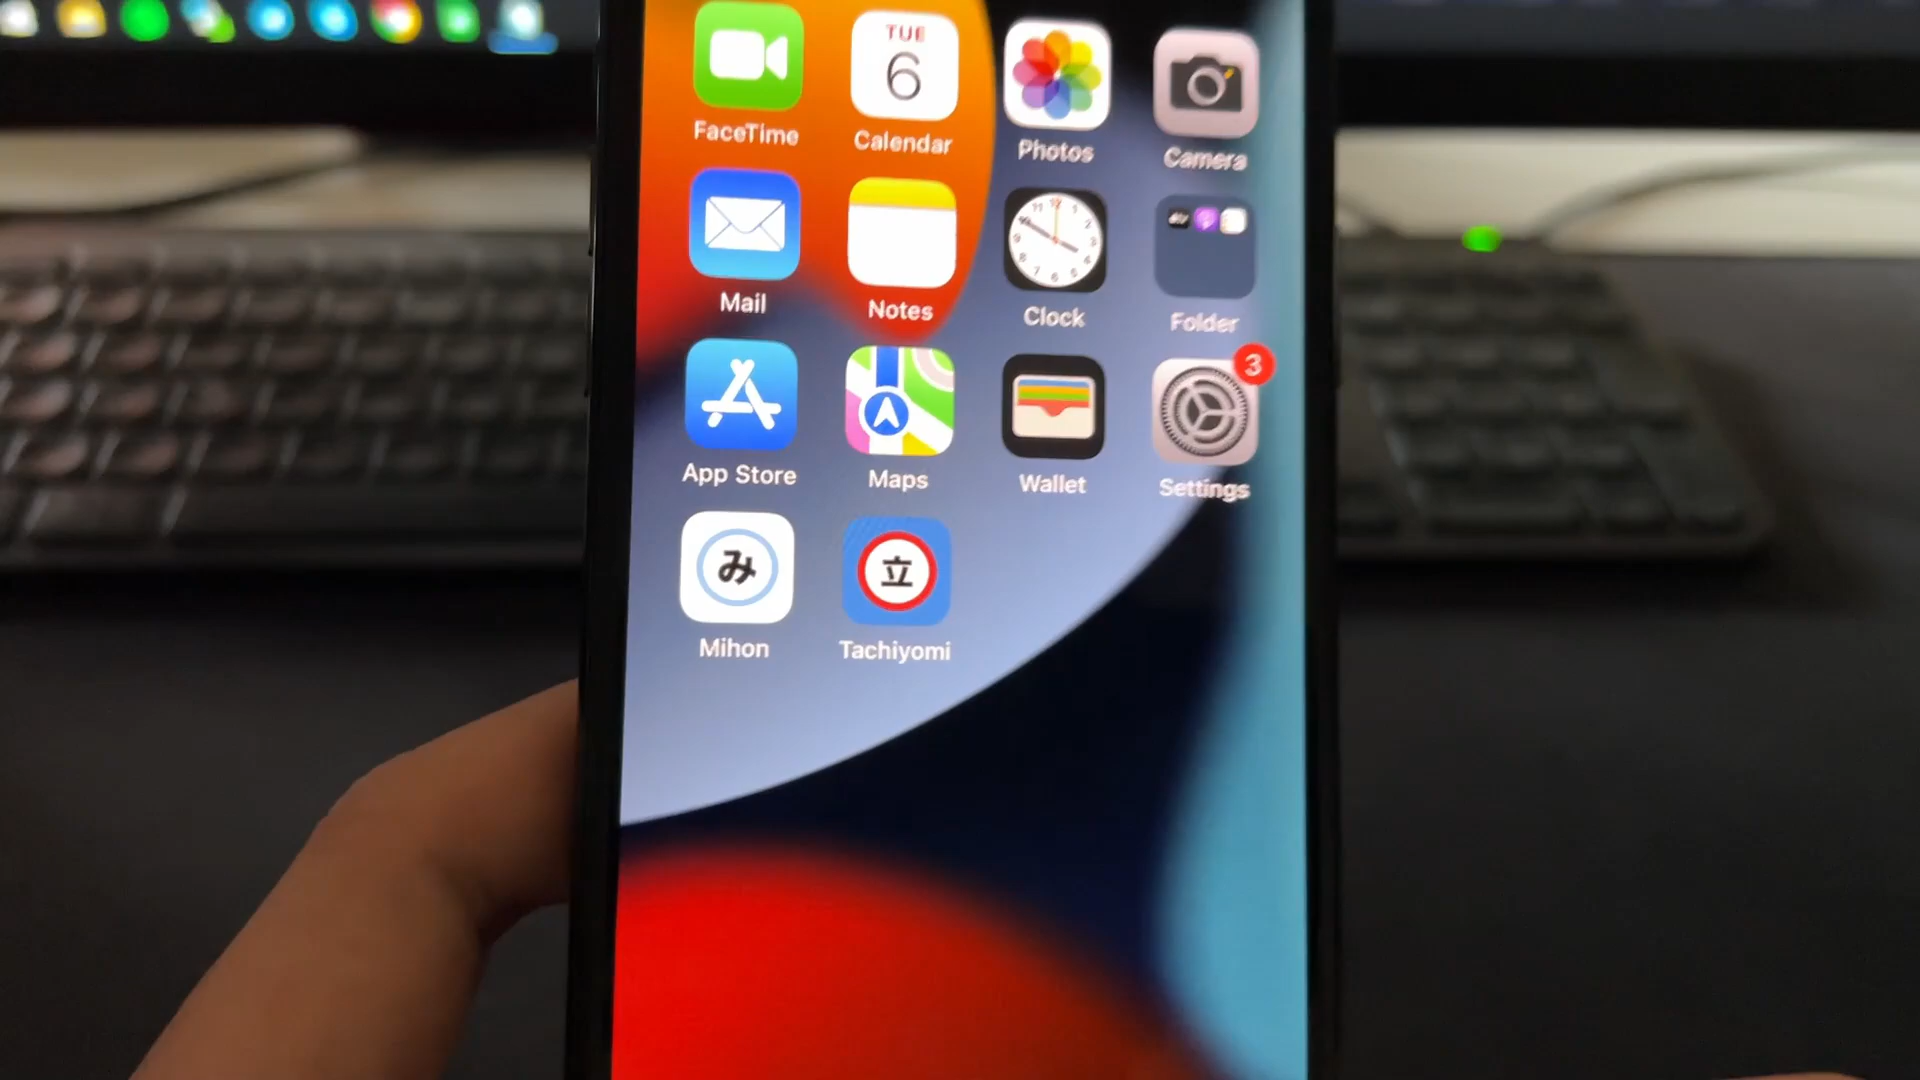 TUE
6
FaceTime
Calendar
Photos
Camera
Mail
Notes
Clock
Folder
3
App Store
Maps
Wallet
Settings
み
立
Mihon
Tachiyomi